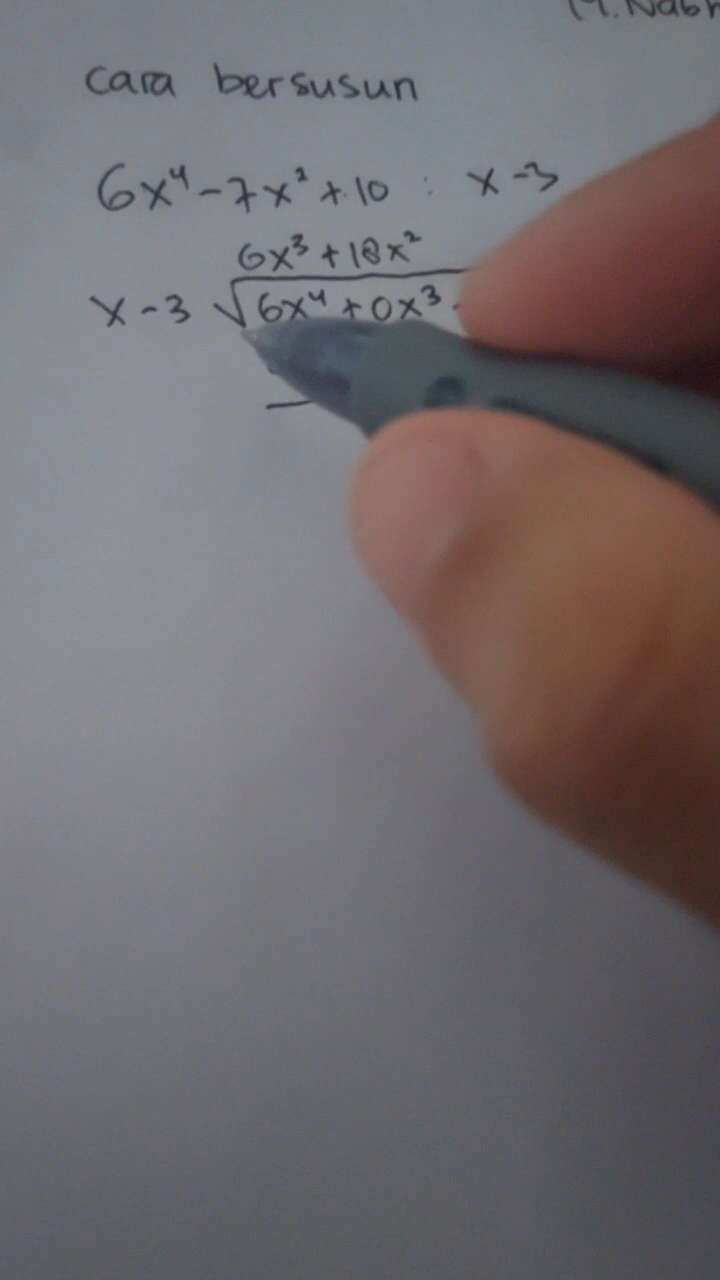 Cara bersusun
6x⁴ - 7x² + 10 : x - 3
6x³ + 18x²
x - 3 √6x⁴ + 0x³